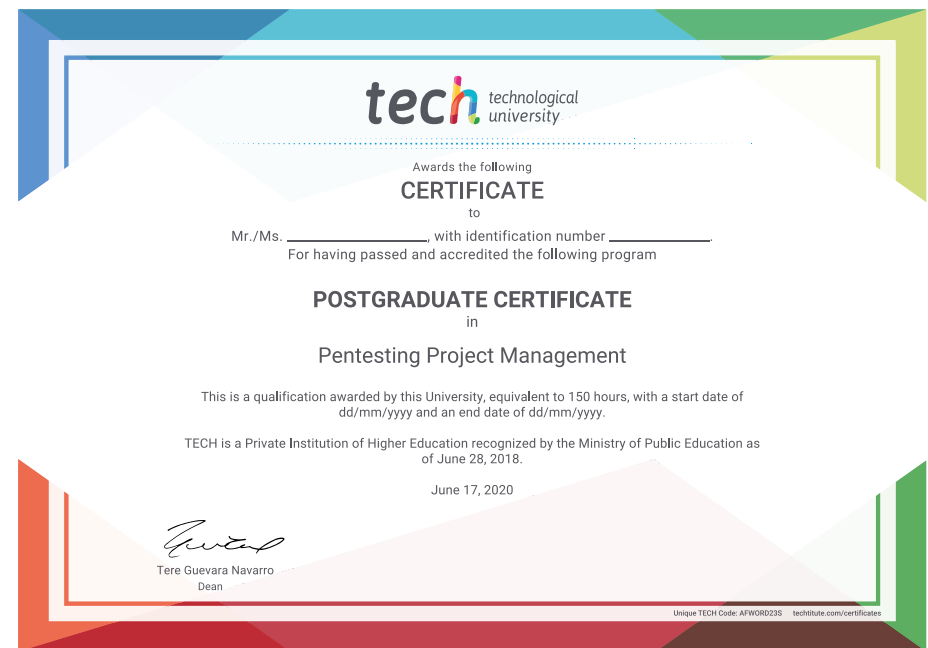 tech technological
university
Awards the following
CERTIFICATE
to
Mr./Ms. ____________________, with identification number ______________.
For having passed and accredited the following program
POSTGRADUATE CERTIFICATE
in
Pentesting Project Management
This is a qualification awarded by this University, equivalent to 150 hours, with a start date of
dd/mm/yyyy and an end date of dd/mm/yyyy.
TECH is a Private Institution of Higher Education recognized by the Ministry of Public Education as
of June 28, 2018.
June 17, 2020
Tere Guevara Navarro
Dean
Unique TECH Code: AFWORD23S techtitute.com/certificates